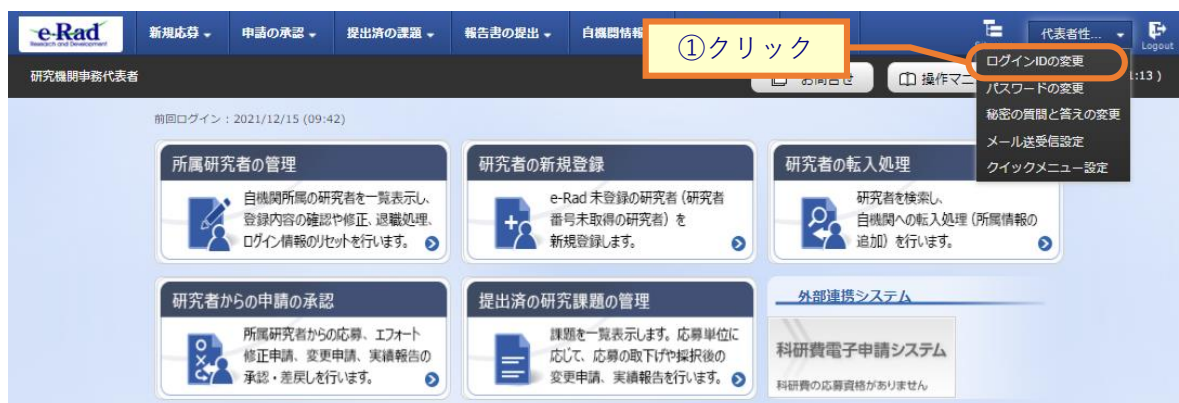 e-Rad
Research and Development
新規応募
申請の承認
提出済の課題
報告書の提出
自機関情報
①クリック
代表者性...
Logout
研究機関事務代表者
お問合せ
操作マニ
1:13 )
ログインIDの変更
パスワードの変更
秘密の質問と答えの変更
メール送受信設定
クイックメニュー設定
前回ログイン : 2021/12/15 (09:42)
所属研究者の管理
自機関所属の研究者を一覧表示し、
登録内容の確認や修正、退職処理、
ログイン情報のリセットを行います。
研究者の新規登録
e-Rad 未登録の研究者 (研究者
番号未取得の研究者) を
新規登録します。
研究者の転入処理
研究者を検索し、
自機関への転入処理 (所属情報の
追加) を行います。
研究者からの申請の承認
所属研究者からの応募、エフォート
修正申請、変更申請、実績報告の
承認・差戻しを行います。
提出済の研究課題の管理
課題を一覧表示します。応募単位に
応じて、応募の取下げや採択後の
変更申請、実績報告を行います。
外部連携システム
科研費電子申請システム
科研費の応募資格がありません